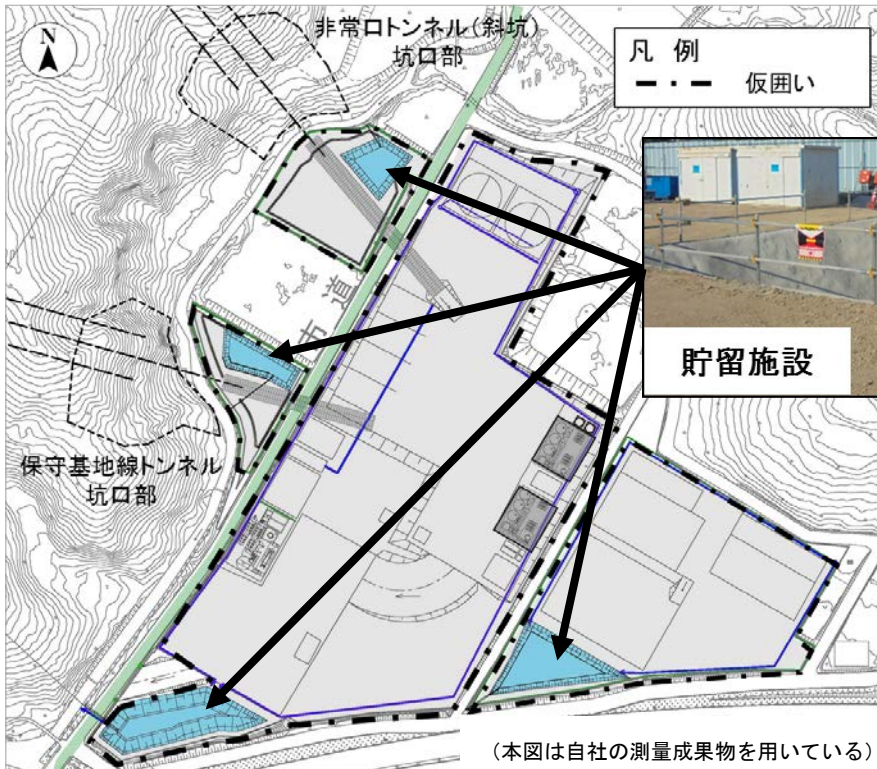 N
非常口トンネル(斜坑)
坑口部
凡 例
仮囲い
市道
貯留施設
保守基地線トンネル
坑口部
(本図は自社の測量成果物を用いている)